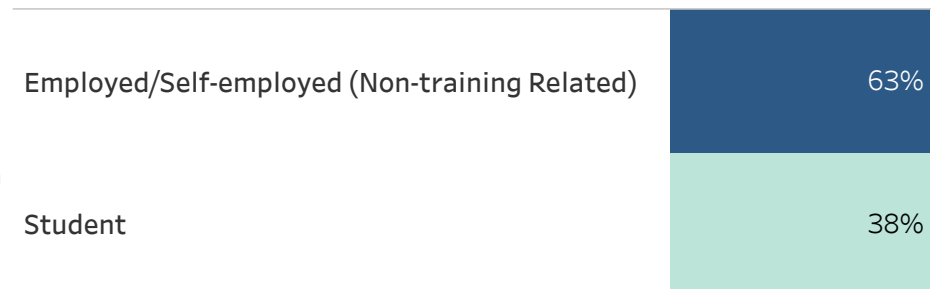 Employed/Self-employed (Non-training Related) 63%
Student 38%